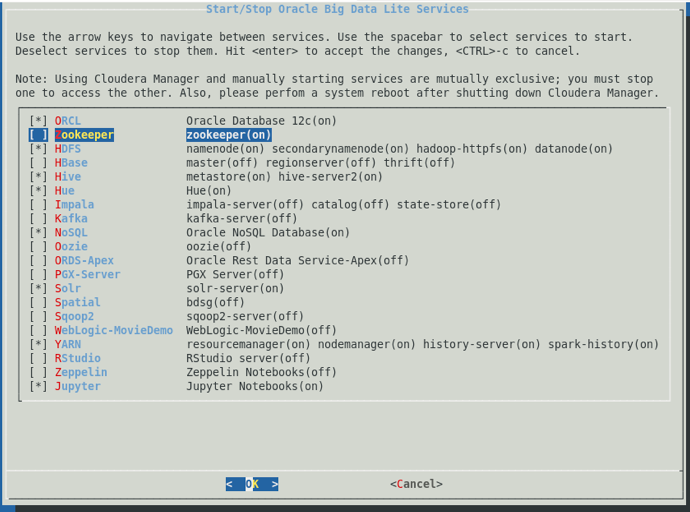 Start/Stop Oracle Big Data Lite Services
Use the arrow keys to navigate between services. Use the spacebar to select services to start.
Deselect services to stop them. Hit <enter> to accept the changes, <CTRL>-c to cancel.
Note: Using Cloudera Manager and manually starting services are mutually exclusive; you must stop
one to access the other. Also, please perfom a system reboot after shutting down Cloudera Manager.
[*] ORCL Oracle Database 12c(on)
[ ] Zookeeper zookeeper(on)
[*] HDFS namenode(on) secondarynamenode(on) hadoop-httpfs(on) datanode(on)
[ ] HBase master(off) regionserver(off) thrift(off)
[*] Hive metastore(on) hive-server2(on)
[*] Hue Hue(on)
[ ] Impala impala-server(off) catalog(off) state-store(off)
[ ] Kafka kafka-server(off)
[*] NoSQL Oracle NoSQL Database(on)
[ ] Oozie oozie(off)
[ ] ORDS-Apex Oracle Rest Data Service-Apex(off)
[ ] PGX-Server PGX Server(off)
[*] Solr solr-server(on)
[ ] Spatial bdsg(off)
[ ] Sqoop2 sqoop2-server(off)
[ ] WebLogic-MovieDemo WebLogic-MovieDemo(off)
[*] YARN resourcemanager(on) nodemanager(on) history-server(on) spark-history(on)
[ ] RStudio RStudio server(off)
[ ] Zeppelin Zeppelin Notebooks(off)
[*] Jupyter Jupyter Notebooks(on)
< OK > <Cancel>